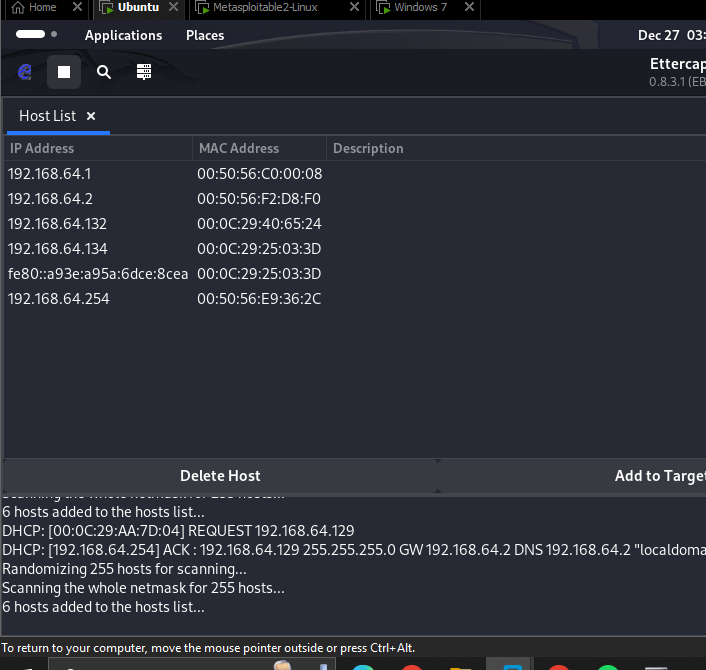 Home
Ubuntu
Metasploitable2-Linux
Windows 7
Applications Places Dec 27 03:
Ettercap
0.8.3.1 (EB
Host List
IP Address MAC Address Description
192.168.64.1 00:50:56:C0:00:08
192.168.64.2 00:50:56:F2:D8:F0
192.168.64.132 00:0C:29:40:65:24
192.168.64.134 00:0C:29:25:03:3D
fe80::a93e:a95a:6dce:8cea 00:0C:29:25:03:3D
192.168.64.254 00:50:56:E9:36:2C
Delete Host Add to Target
Scanning the whole netmask for 255 hosts...
6 hosts added to the hosts list...
DHCP: [00:0C:29:AA:7D:04] REQUEST 192.168.64.129
DHCP: [192.168.64.254] ACK : 192.168.64.129 255.255.255.0 GW 192.168.64.2 DNS 192.168.64.2 "localdoma
Randomizing 255 hosts for scanning...
Scanning the whole netmask for 255 hosts...
6 hosts added to the hosts list...
To return to your computer, move the mouse pointer outside or press Ctrl+Alt.